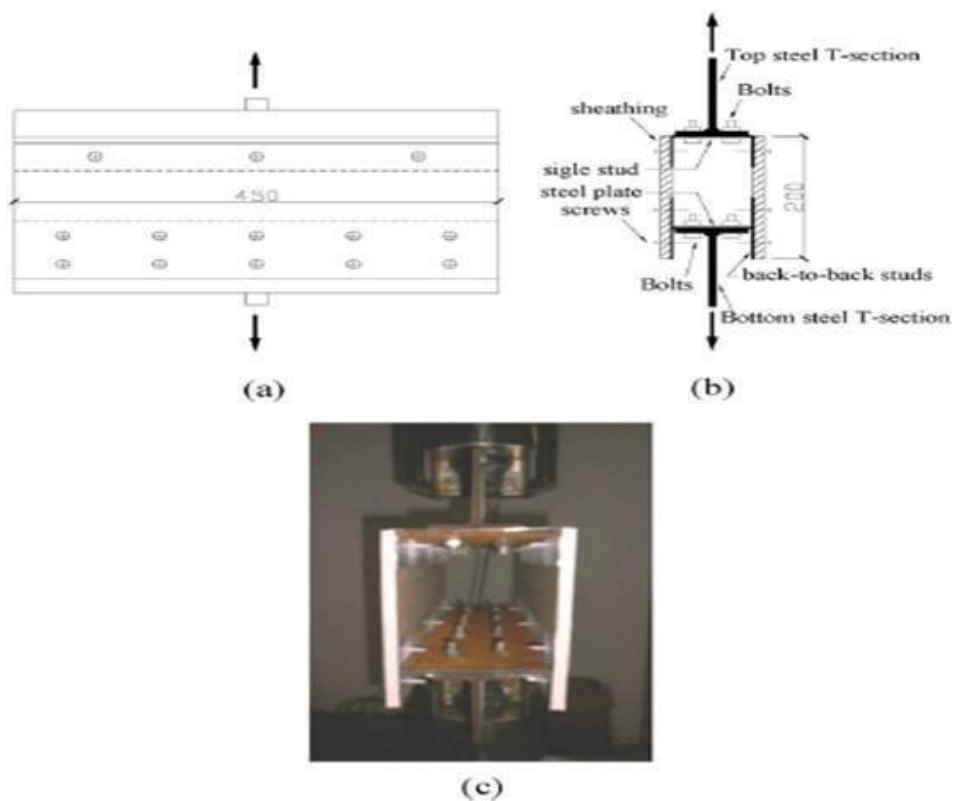 Top steel T-section
Bolts
sheathing
sigle stud
steel plate
screws
450
200
back-to-back studs
Bolts
Bottom steel T-section
(a)
(b)
(c)